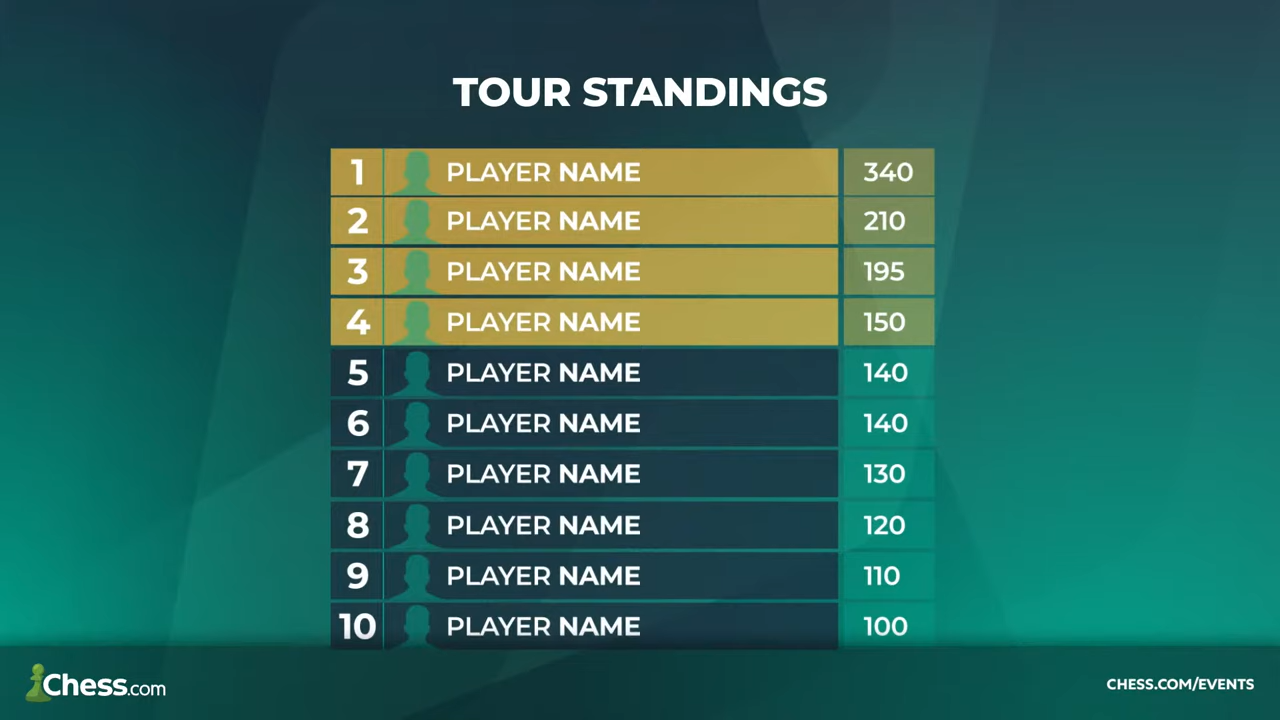 TOUR STANDINGS
1 PLAYER NAME 340
2 PLAYER NAME 210
3 PLAYER NAME 195
4 PLAYER NAME 150
5 PLAYER NAME 140
6 PLAYER NAME 140
7 PLAYER NAME 130
8 PLAYER NAME 120
9 PLAYER NAME 110
10 PLAYER NAME 100
Chess.com
CHESS.COM/EVENTS